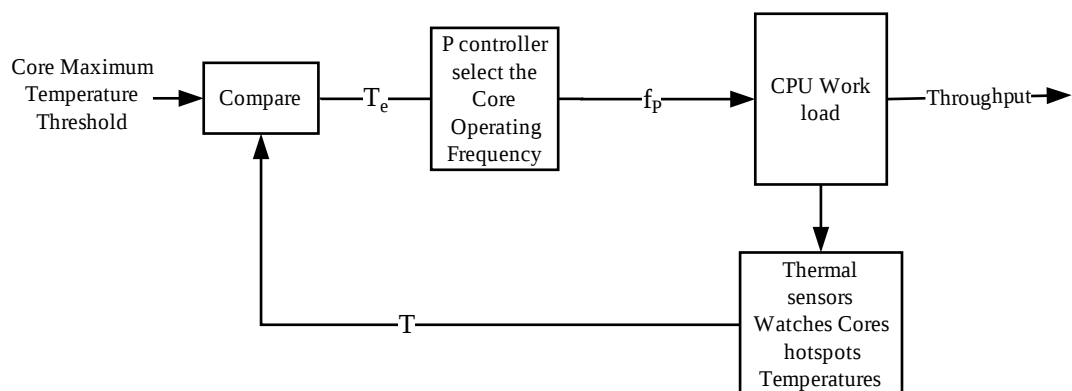 Core Maximum
Temperature
Threshold
Compare
Te
P controller
select the
Core
Operating
Frequency
fP
CPU Work
load
Throughput
Thermal
sensors
Watches Cores
hotspots
Temperatures
T